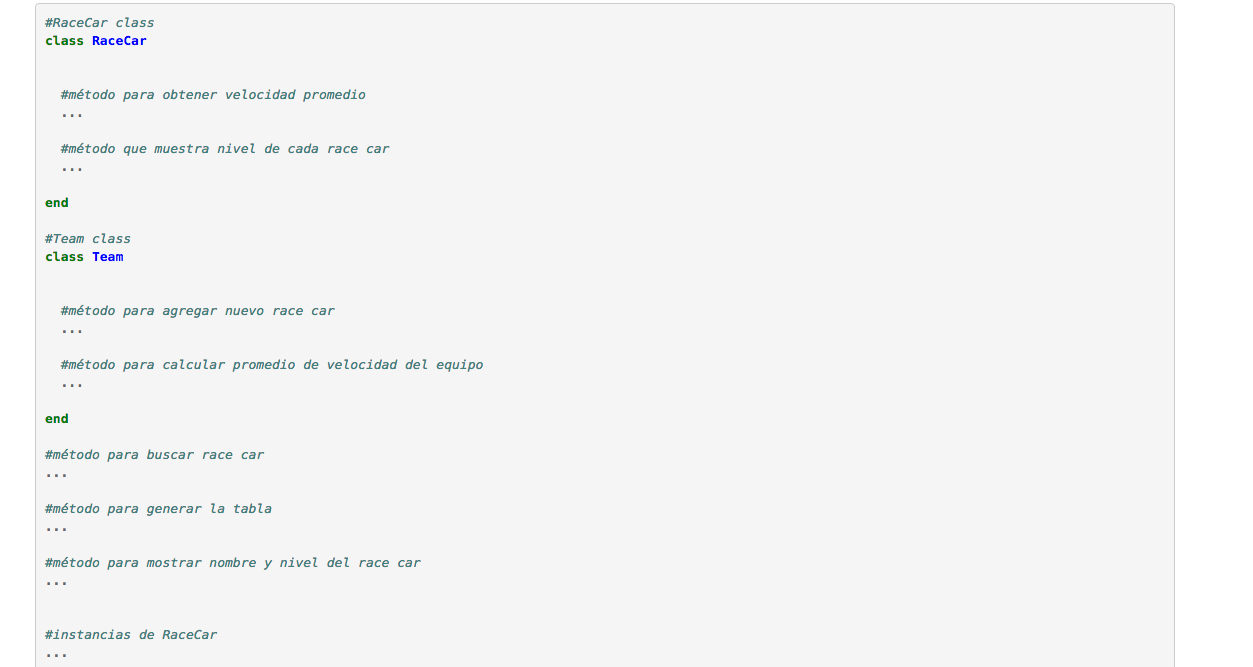 #RaceCar class
class RaceCar
#método para obtener velocidad promedio
...
#método que muestra nivel de cada race car
...
end
#Team class
class Team
#método para agregar nuevo race car
...
#método para calcular promedio de velocidad del equipo
...
end
#método para buscar race car
...
#método para generar la tabla
...
#método para mostrar nombre y nivel del race car
...
#instancias de RaceCar
...